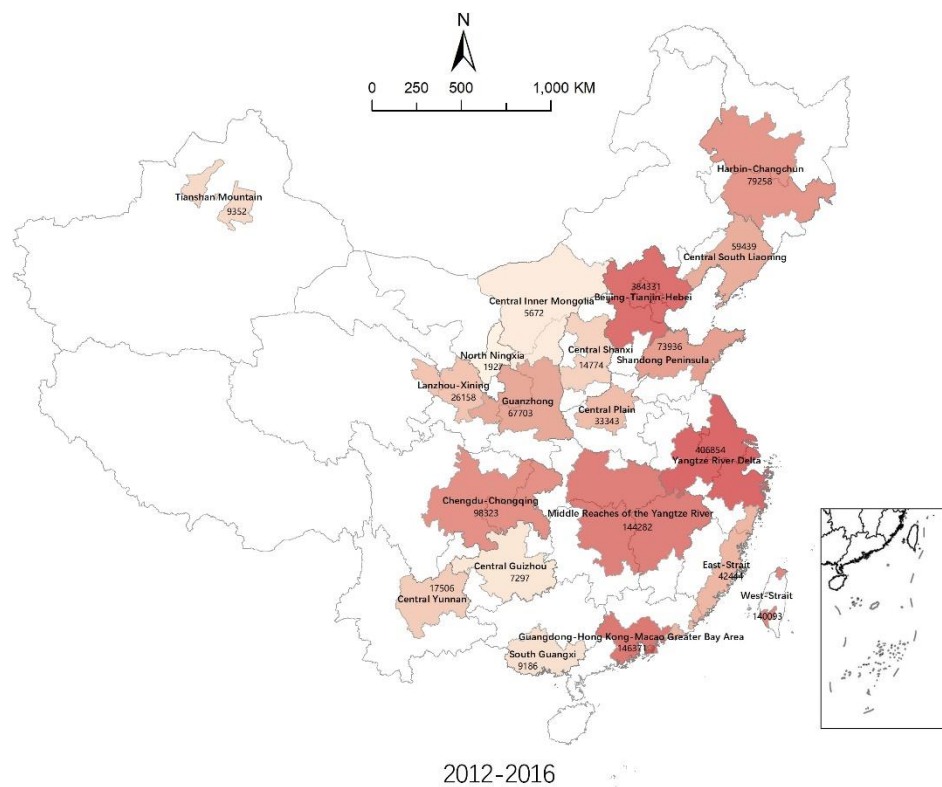 N
0 250 500 1,000 KM
Harbin-Changchun
79258
Tianshan Mountain
9352
59439
Central South Liaoning
384331
Beijing-Tianjin-Hebei
Central Inner Mongolia
5672
73936
Shandong Peninsula
Central Shanxi
14774
North Ningxia
1927
Lanzhou-Xining
26158
Guanzhong
67703
Central Plain
33343
406854
Yangtze River Delta
Chengdu-Chongqing
98323
Middle Reaches of the Yangtze River
144282
Central Guizhou
7297
East-Strait
17506
Central Yunnan
West-Strait
140093
Guangdong-Hong Kong-Macao Greater Bay Area
146371
South Guangxi
9186
2012-2016